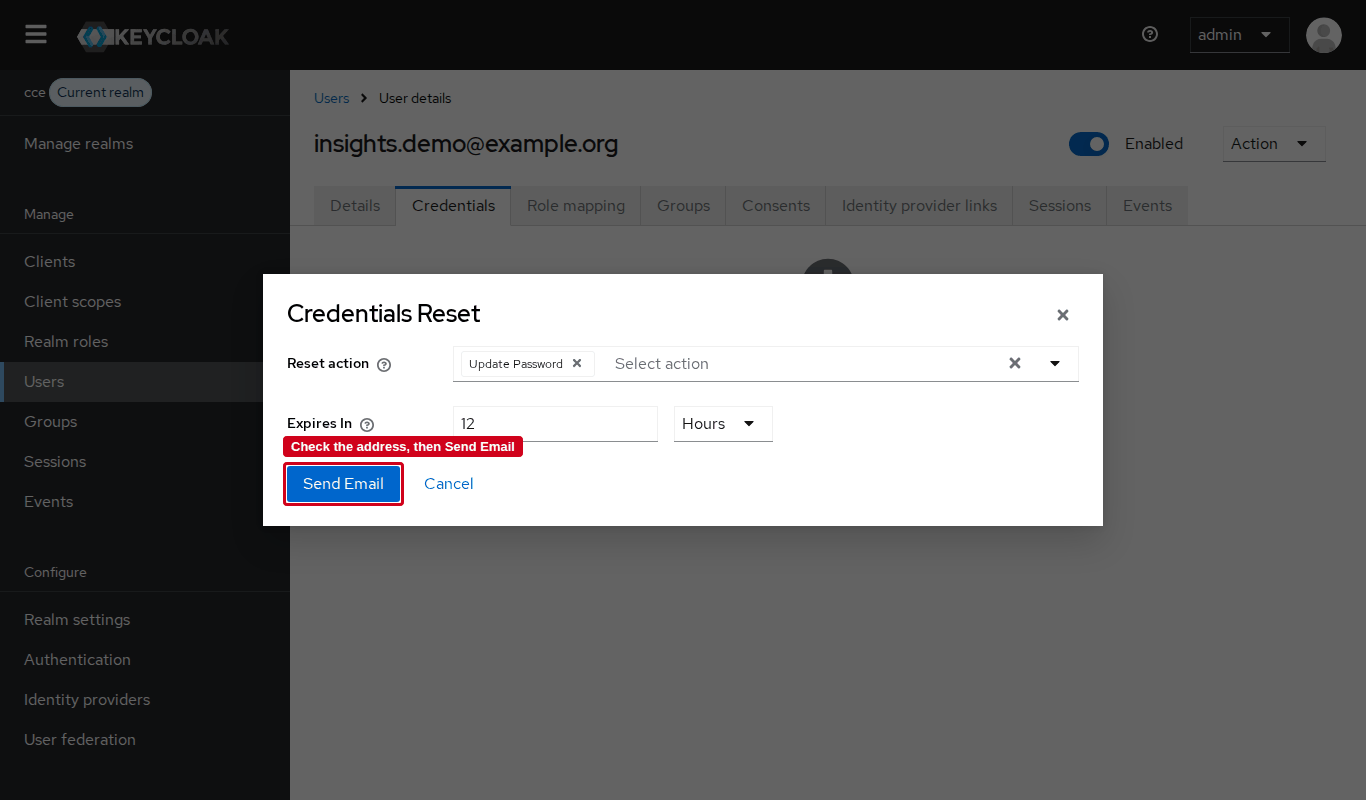 KEYCLOAK
admin
cce Current realm
Manage realms
Manage
Clients
Client scopes
Realm roles
Users
Groups
Sessions
Events
Configure
Realm settings
Authentication
Identity providers
User federation
Users User details
insights.demo@example.org
Enabled
Action
Details Credentials Role mapping Groups Consents Identity provider links Sessions Events
Credentials Reset
Reset action Update Password Select action
Expires In 12 Hours
Check the address, then Send Email
Send Email Cancel